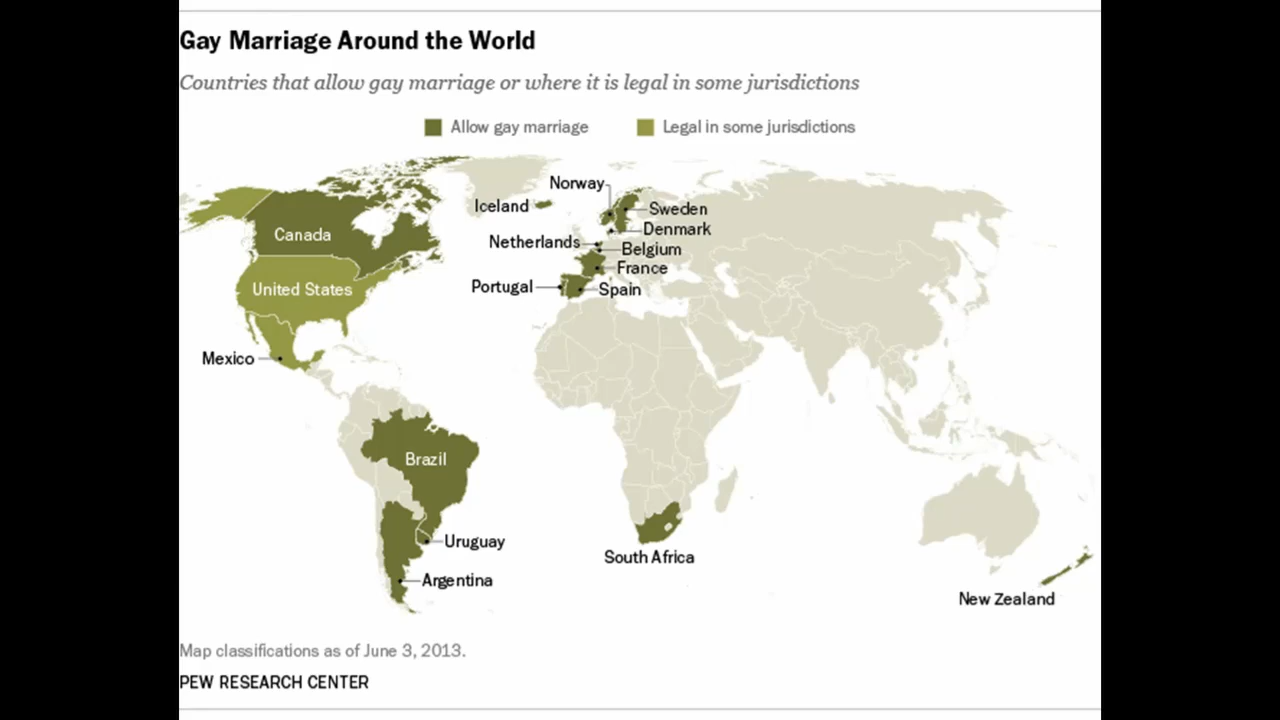 Gay Marriage Around the World
Countries that allow gay marriage or where it is legal in some jurisdictions
Allow gay marriage
Legal in some jurisdictions
Norway
Iceland
Sweden
Denmark
Canada
Netherlands
Belgium
France
United States
Portugal
Spain
Mexico
Brazil
Uruguay
South Africa
Argentina
New Zealand
Map classifications as of June 3, 2013.
PEW RESEARCH CENTER